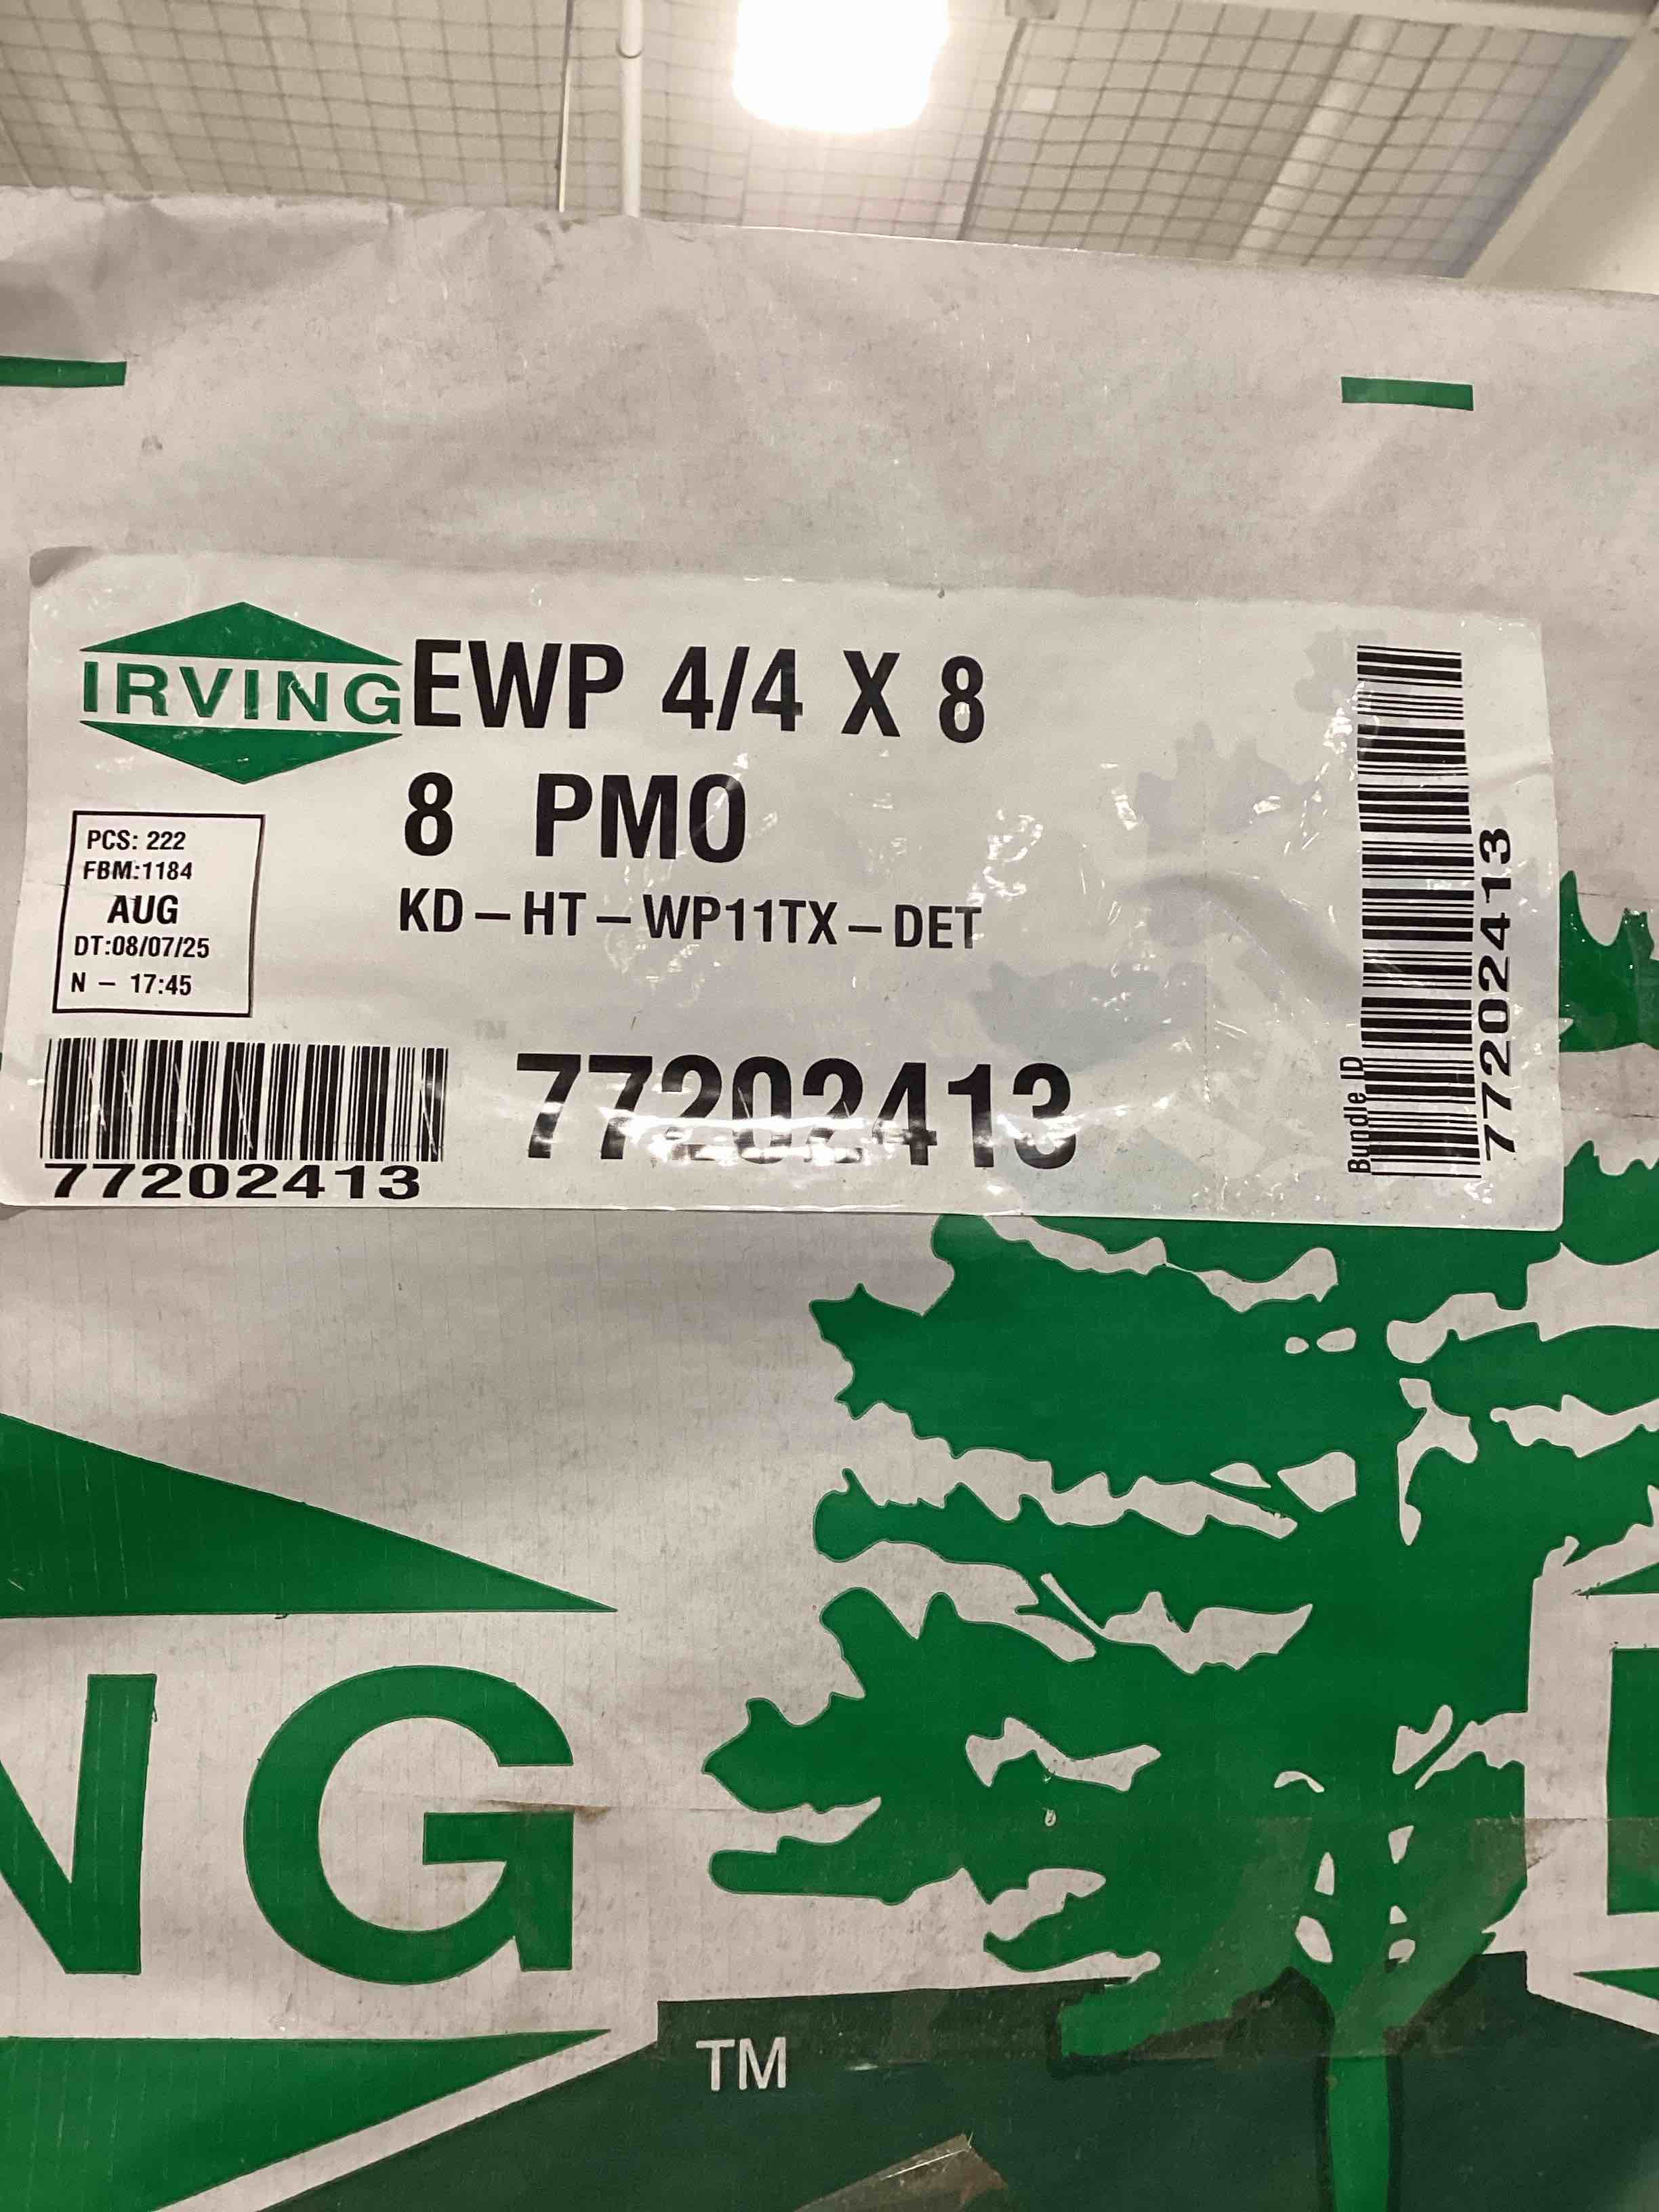 IRVING
EWP 4/4 X 8
8 PMO
KD – HT – WP11TX – DET
PCS: 222
FBM:1184
AUG
DT:08/07/25
N – 17:45
77202413
77202413
Bundle ID
77202413
TM
NG
TM